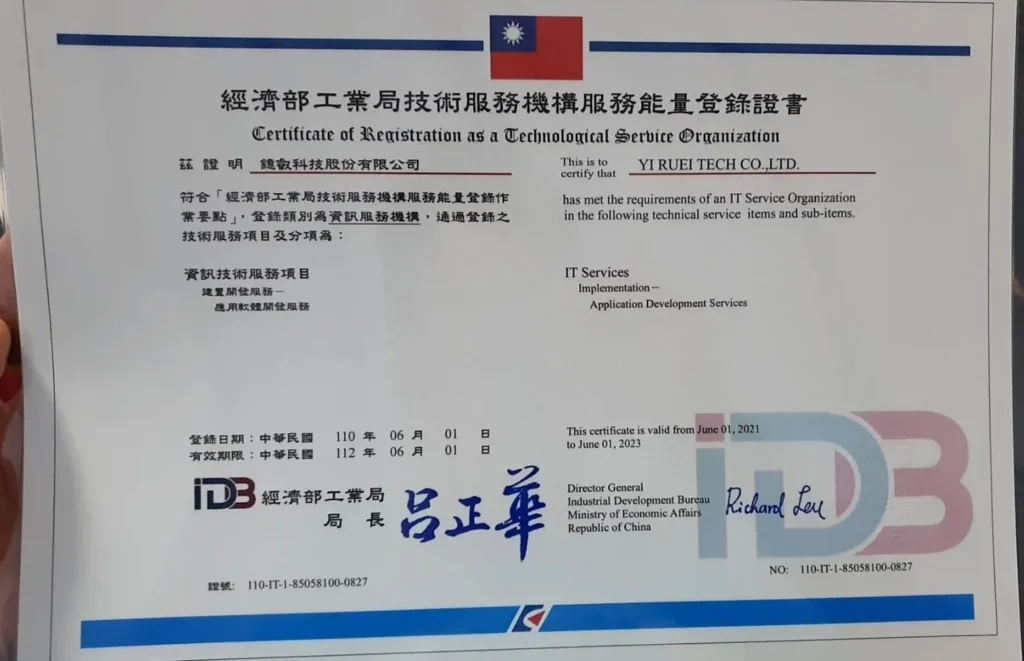 經濟部工業局技術服務機構服務能量登錄證書
Certificate of Registration as a Technological Service Organization
茲證明 鐿叡科技股份有限公司
符合「經濟部工業局技術服務機構服務能量登錄作
業要點」，登錄類別為資訊服務機構，通過登錄之
技術服務項目及分項為：
資訊技術服務項目
建置開發服務－
應用軟體開發服務
This is to
certify that YI RUEI TECH CO.,LTD.
has met the requirements of an IT Service Organization
in the following technical service items and sub-items.
IT Services
Implementation－
Application Development Services
登錄日期：中華民國 110 年 06 月 01 日
有效期限：中華民國 112 年 06 月 01 日
IDB 經濟部工業局
局長 呂正華
證號: 110-IT-1-85058100-0827
This certificate is valid from June 01, 2021
to June 01, 2023
Director General
Industrial Development Bureau
Ministry of Economic Affairs
Republic of China
Richard Leu
IDB
NO: 110-IT-1-85058100-0827